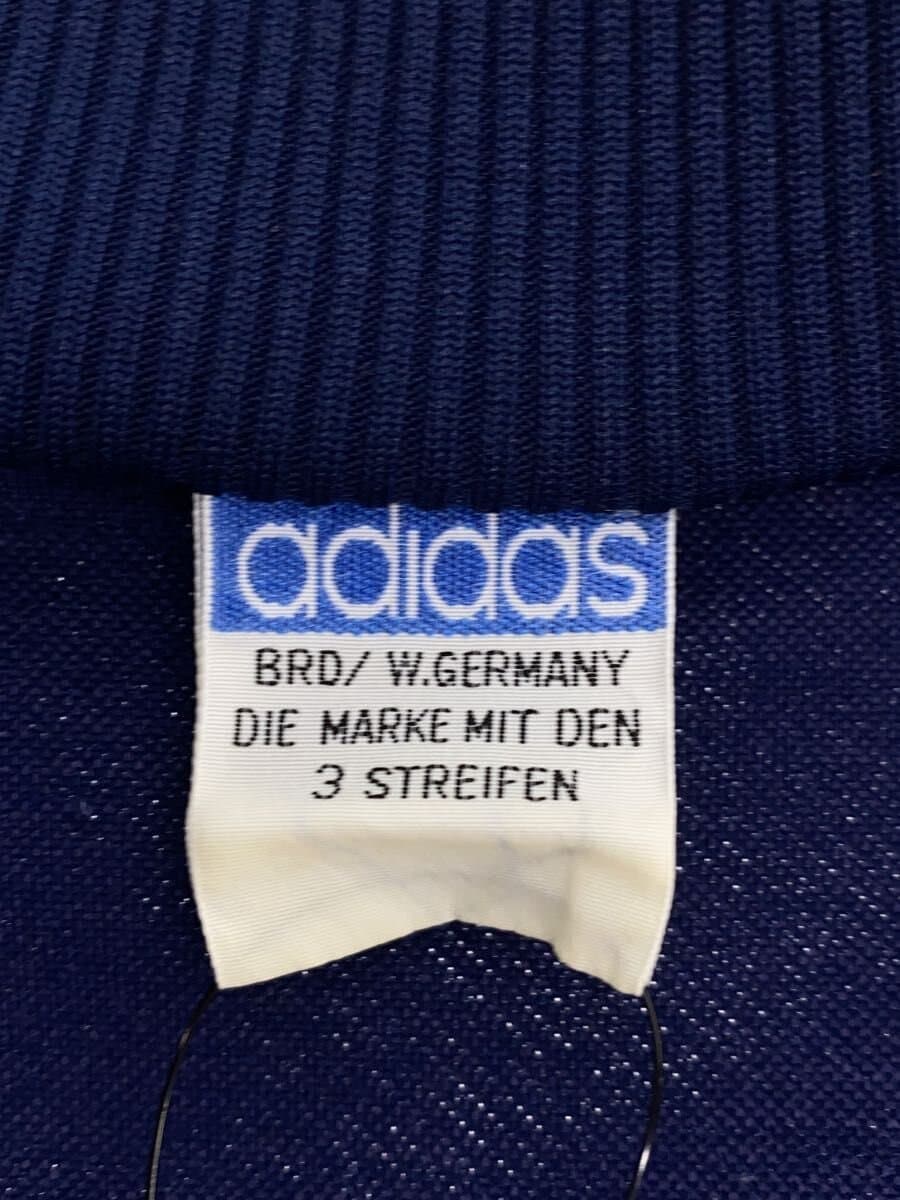 adidas
BRD/ W.GERMANY
DIE MARKE MIT DEN
3 STREIFEN